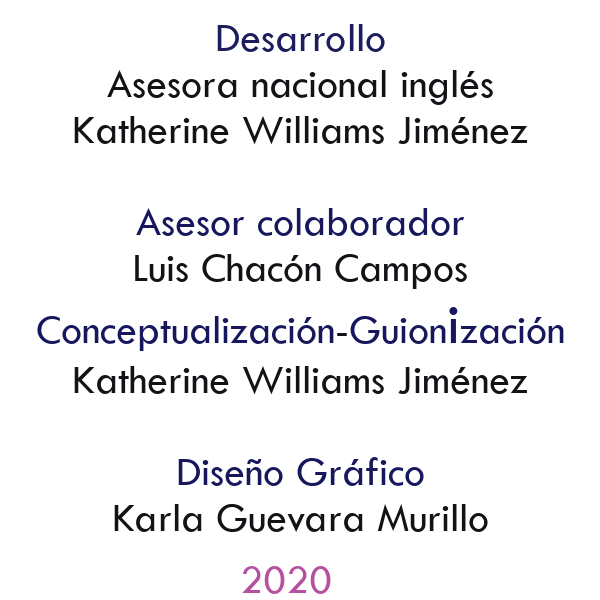 Desarrollo
Asesora nacional inglés
Katherine Williams Jiménez
Asesor colaborador
Luis Chacón Campos
Conceptualización-Guionización
Katherine Williams Jiménez
Diseño Gráfico
Karla Guevara Murillo
2020